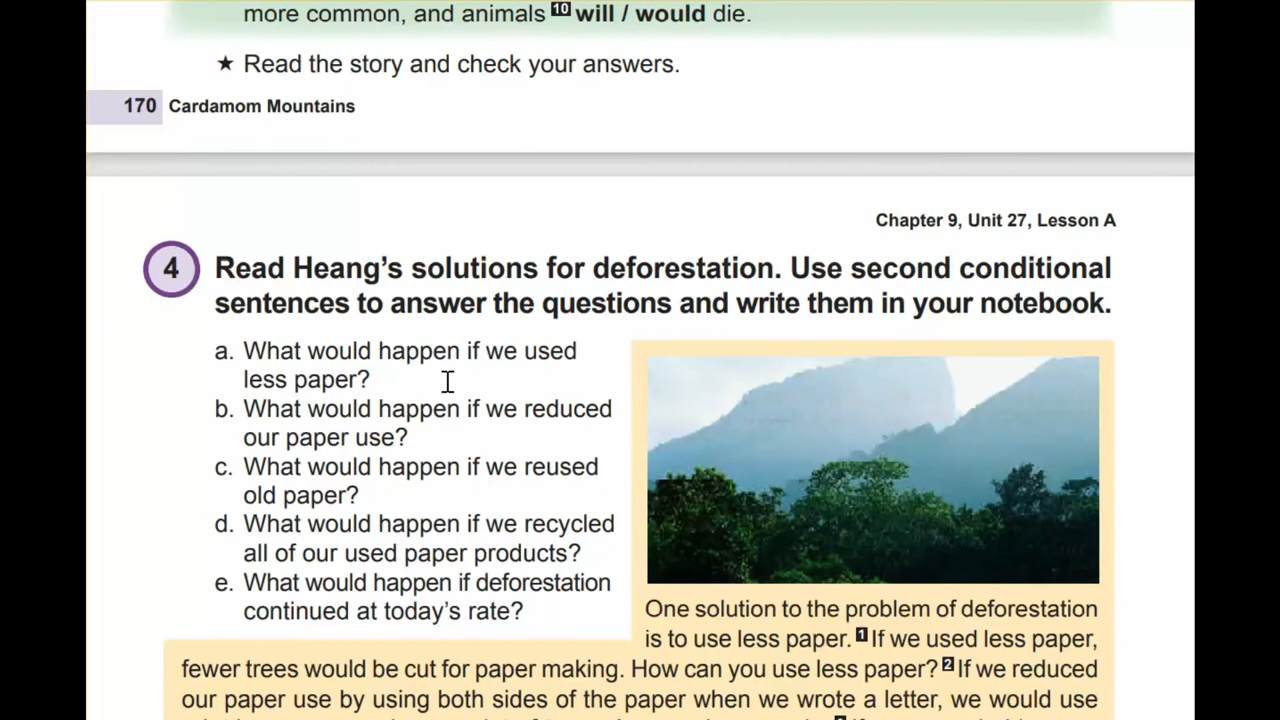 more common, and animals 10 will / would die.
★ Read the story and check your answers.
170 Cardamom Mountains
Chapter 9, Unit 27, Lesson A
4 Read Heang's solutions for deforestation. Use second conditional
sentences to answer the questions and write them in your notebook.
a. What would happen if we used
less paper?
b. What would happen if we reduced
our paper use?
c. What would happen if we reused
old paper?
d. What would happen if we recycled
all of our used paper products?
e. What would happen if deforestation
continued at today's rate?
One solution to the problem of deforestation
is to use less paper. 1 If we used less paper,
fewer trees would be cut for paper making. How can you use less paper? 2 If we reduced
our paper use by using both sides of the paper when we wrote a letter, we would use